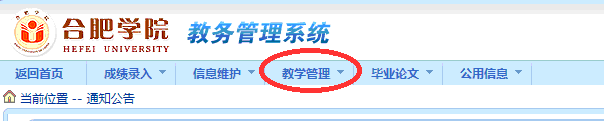 合肥学院 教务管理系统
HEFEI UNIVERSITY
返回首页 成绩录入 信息维护 教学管理 毕业论文 公用信息
当前位置 -- 通知公告